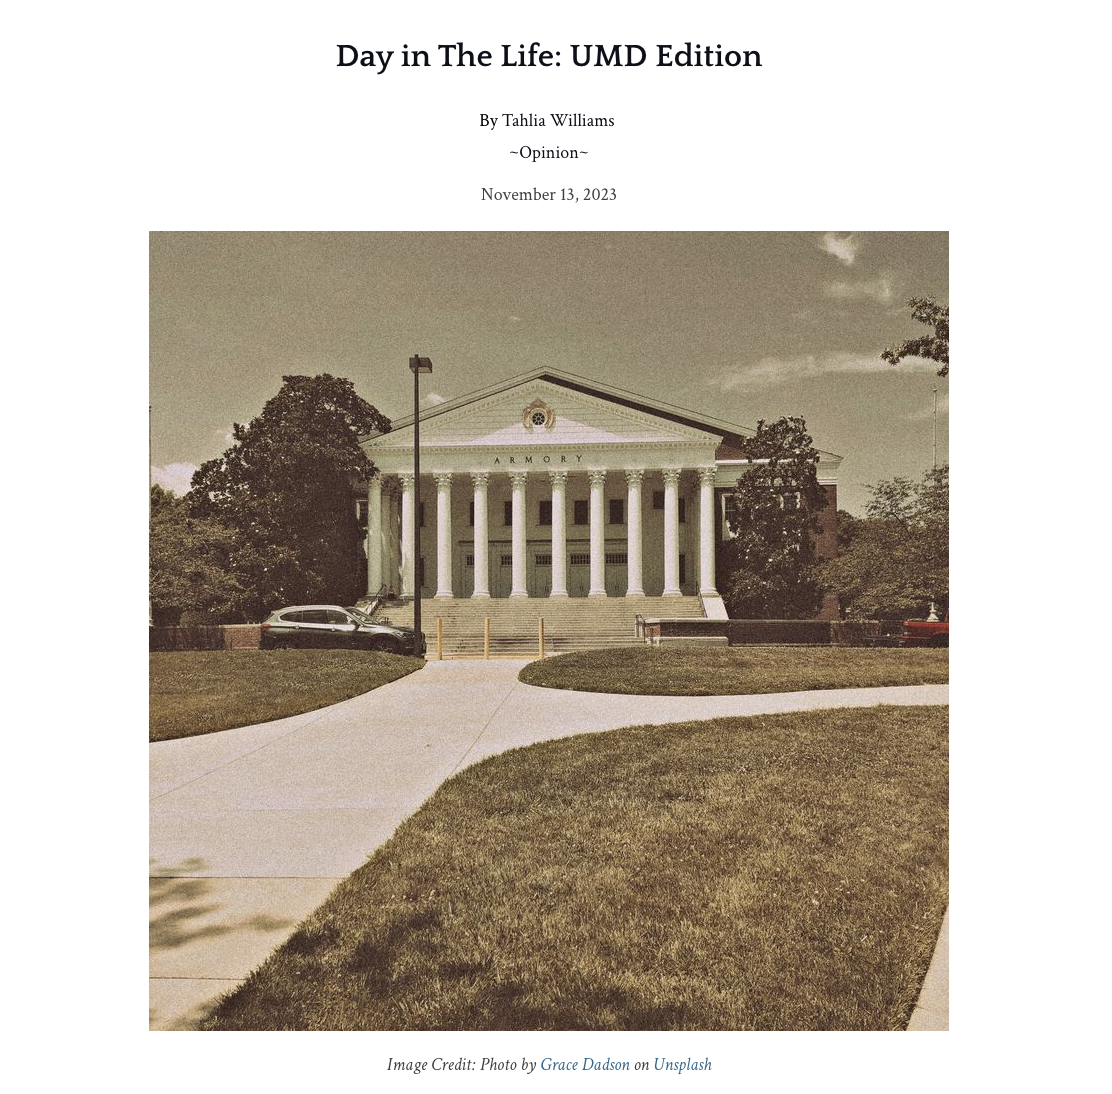 Day in The Life: UMD Edition
By Tahlia Williams
~Opinion~
November 13, 2023
ARMORY
Image Credit: Photo by Grace Dadson on Unsplash